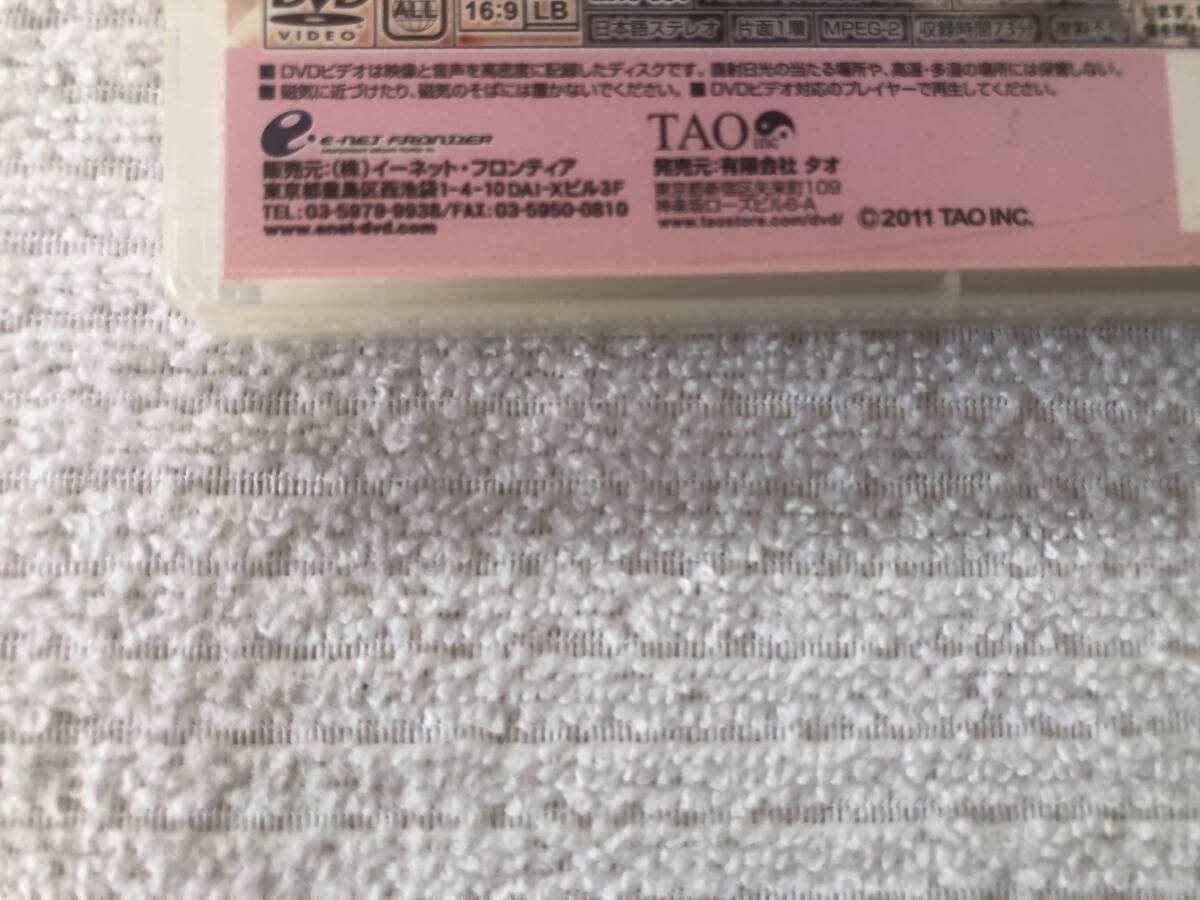 DVD
VIDEO
ALL
16:9 LB
日本語ステレオ 片面1層 MPEG-2 収録時間73分 複製不
■ DVDビデオは映像と音声を高密度に記録したディスクです。直射日光の当たる場所や、高温・多湿の場所には保管しない。
■ 磁気に近づけたり、磁気のそばには置かないでください。■ DVDビデオ対応のプレイヤーで再生してください。
e E-NET FRONTIER
販売元:(株)イーネット・フロンティア
東京都豊島区西池袋1-4-10 DAI-Xビル3F
TEL:03-5979-9938/FAX:03-5950-0810
www.enet-dvd.com
TAO inc
発売元:有限会社 タオ
東京都新宿区矢来町109
神楽坂ローズビル6-A
www.taostore.com/dvd/ ©2011 TAO INC.